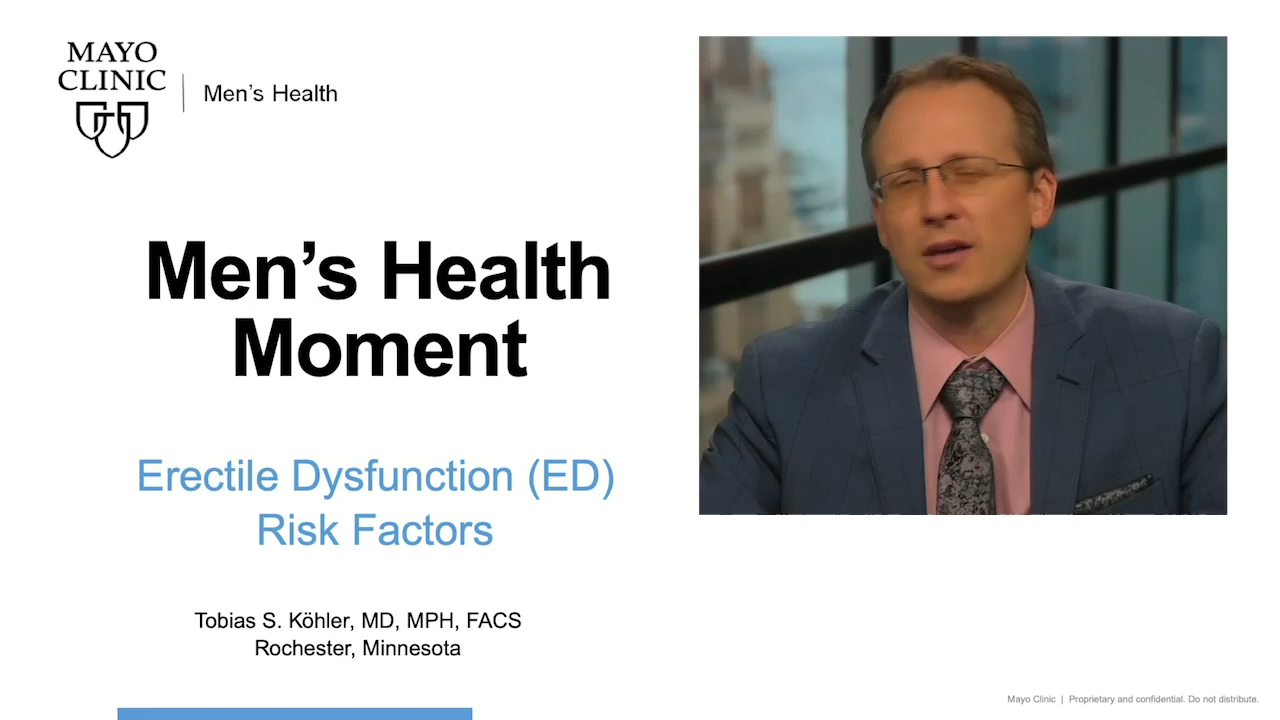 MAYO
CLINIC
Men’s Health
Men’s Health
Moment
Erectile Dysfunction (ED)
Risk Factors
Tobias S. Köhler, MD, MPH, FACS
Rochester, Minnesota
Mayo Clinic | Proprietary and confidential. Do not distribute.